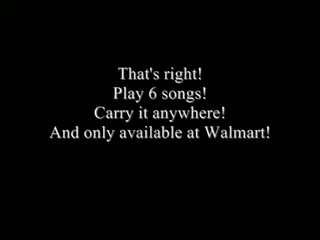 That's right!
Play 6 songs!
Carry it anywhere!
And only available at Walmart!